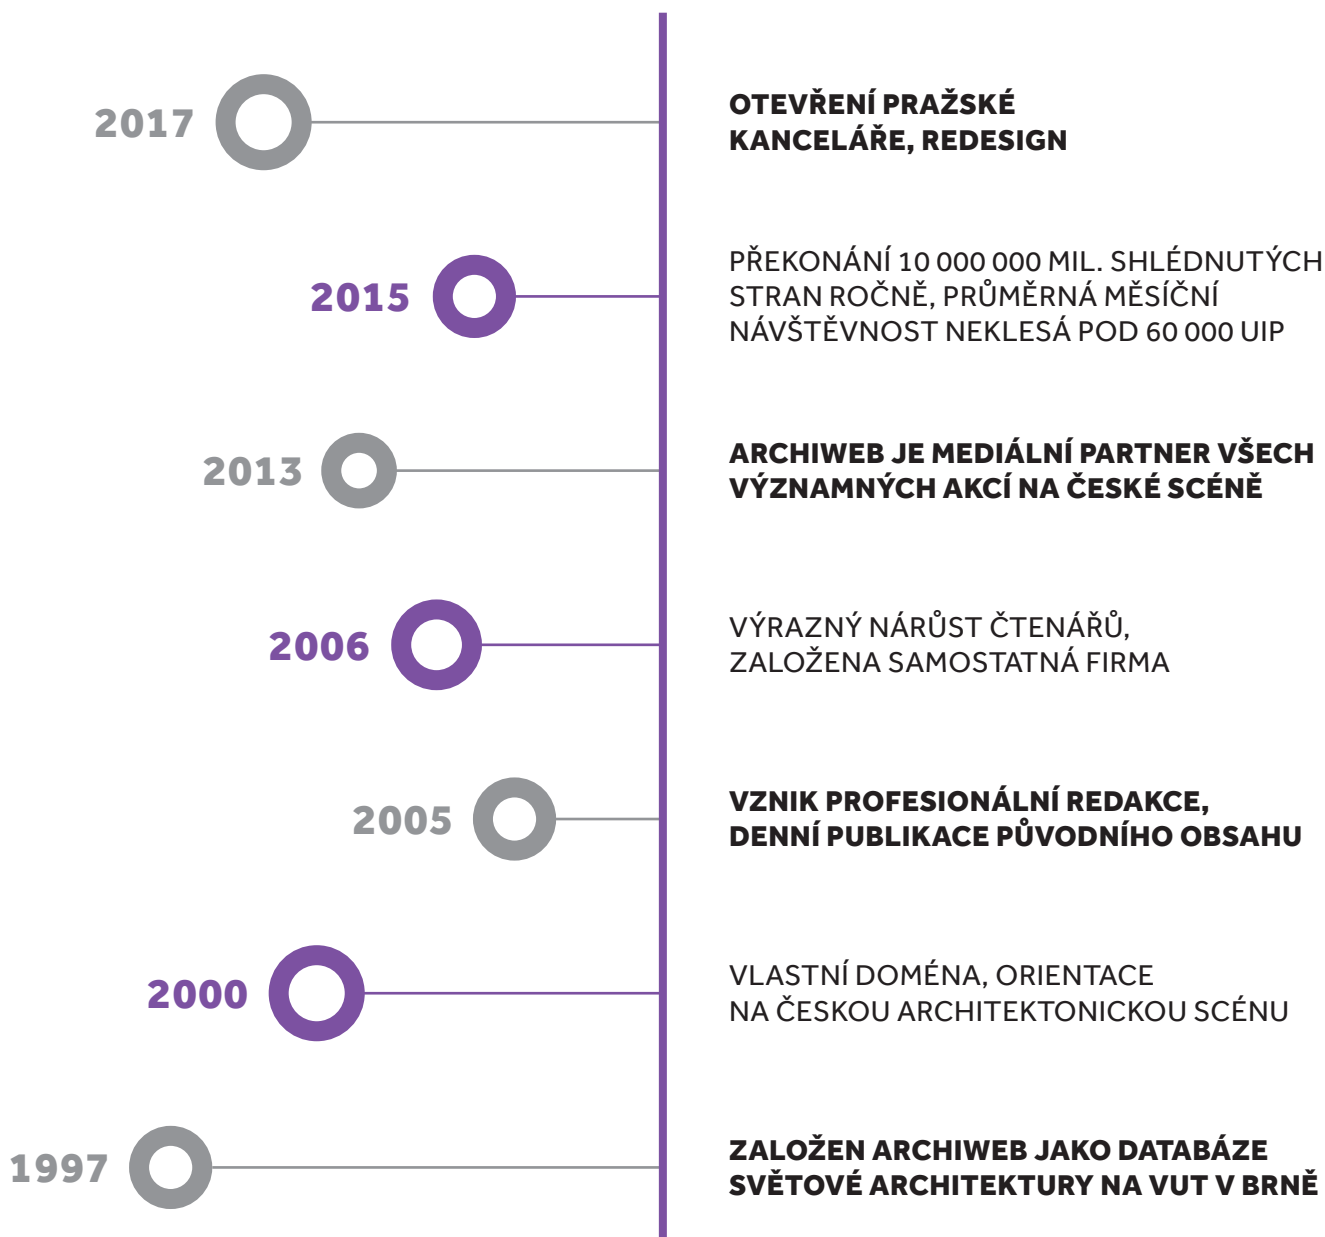 2017
OTEVŘENÍ PRAŽSKÉ
KANCELÁŘE, REDESIGN
2015
PŘEKONÁNÍ 10 000 000 MIL. SHLÉDNUTÝCH
STRAN ROČNĚ, PRŮMĚRNÁ MĚSÍČNÍ
NÁVŠTĚVNOST NEKLESÁ POD 60 000 UIP
2013
ARCHIWEB JE MEDIÁLNÍ PARTNER VŠECH
VÝZNAMNÝCH AKCÍ NA ČESKÉ SCÉNĚ
2006
VÝRAZNÝ NÁRŮST ČTENÁŘŮ,
ZALOŽENA SAMOSTATNÁ FIRMA
2005
VZNIK PROFESIONÁLNÍ REDAKCE,
DENNÍ PUBLIKACE PŮVODNÍHO OBSAHU
2000
VLASTNÍ DOMÉNA, ORIENTACE
NA ČESKOU ARCHITEKTONICKOU SCÉNU
1997
ZALOŽEN ARCHIWEB JAKO DATABÁZE
SVĚTOVÉ ARCHITEKTURY NA VUT V BRNĚ